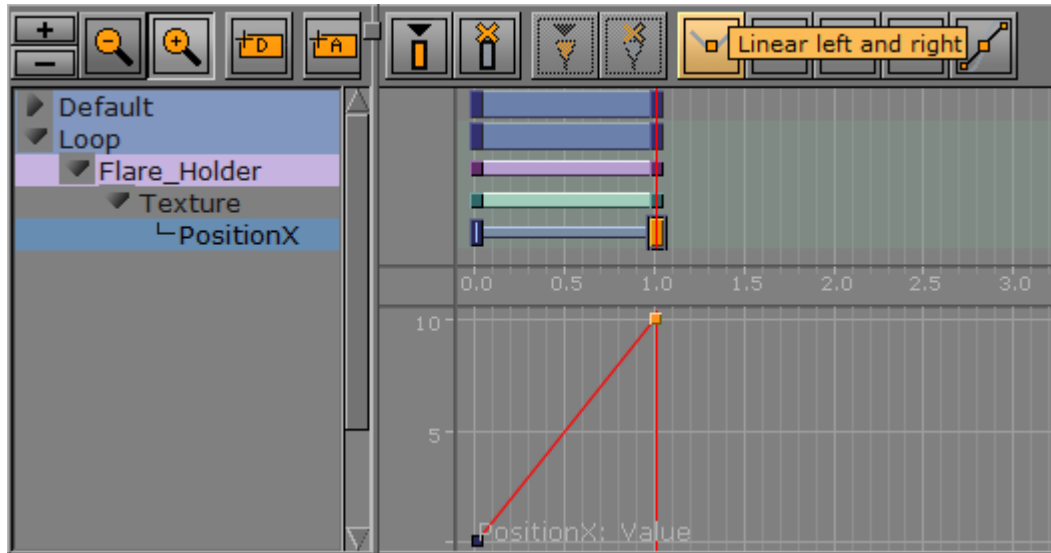 +
−
+D
+A
Linear left and right
Default
Loop
Flare_Holder
Texture
PositionX
0.0 0.5 1.0 1.5 2.0 2.5 3.0
10
5
PositionX: Value